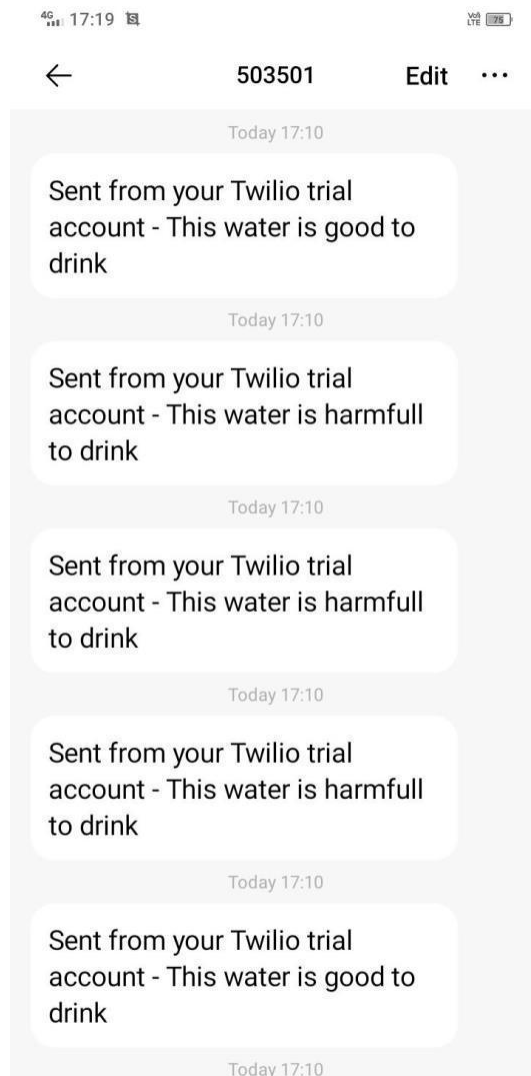 4G 17:19 VoI LTE 75
503501 Edit
Today 17:10
Sent from your Twilio trial
account - This water is good to
drink
Today 17:10
Sent from your Twilio trial
account - This water is harmfull
to drink
Today 17:10
Sent from your Twilio trial
account - This water is harmfull
to drink
Today 17:10
Sent from your Twilio trial
account - This water is harmfull
to drink
Today 17:10
Sent from your Twilio trial
account - This water is good to
drink
Today 17:10